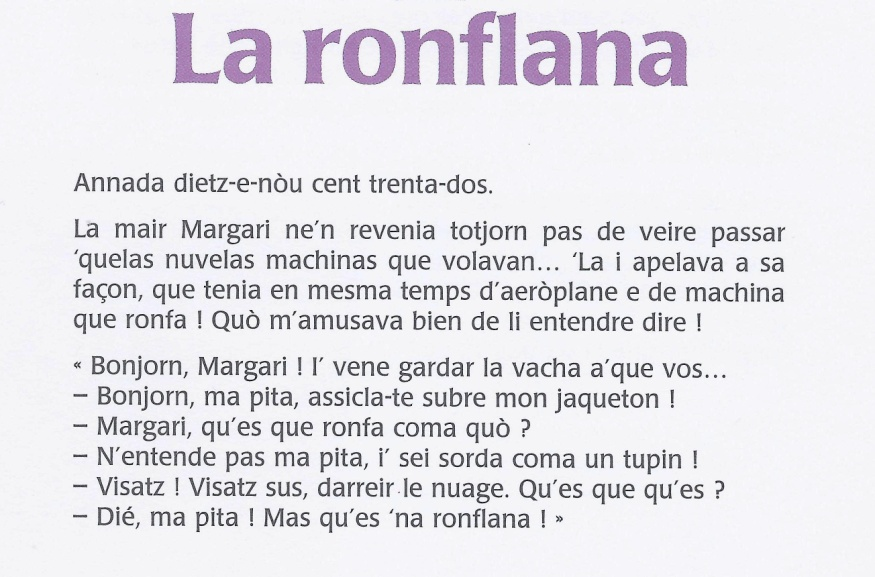 La ronflana
Annada dietz-e-nòu cent trenta-dos.
La mair Margari ne’n revenia totjorn pas de veire passar
‘quelas nuvelas machinas que volavan… ‘La i apelava a sa
façon, que tenia en mesma temps d’aeròplane e de machina
que ronfa ! Quò m’amusava bien de li entendre dire !
« Bonjorn, Margari ! I’ vene gardar la vacha a’que vos…
– Bonjorn, ma pita, assicla-te subre mon jaqueton !
– Margari, qu’es que ronfa coma quò ?
– N’entende pas ma pita, i’ sei sorda coma un tupin !
– Visatz ! Visatz sus, darreir le nuage. Qu’es que qu’es ?
– Dié, ma pita ! Mas qu’es ‘na ronflana ! »